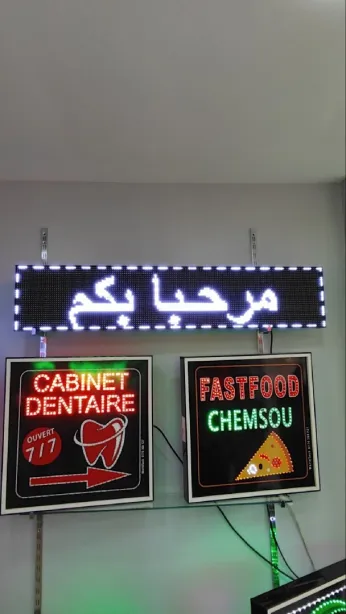 مرحبا بكم
CABINET
DENTAIRE
OUVERT
7/7
FASTFOOD
CHEMSOU